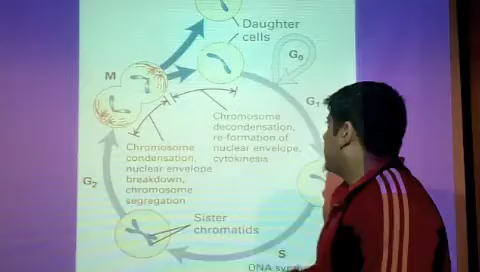 Daughter
cells
G₀
M
G₁
Chromosome
decondensation,
re-formation of
nuclear envelope,
cytokinesis
Chromosome
condensation,
nuclear envelope
breakdown,
chromosome
segregation
G₂
Sister
chromatids
S
DNA